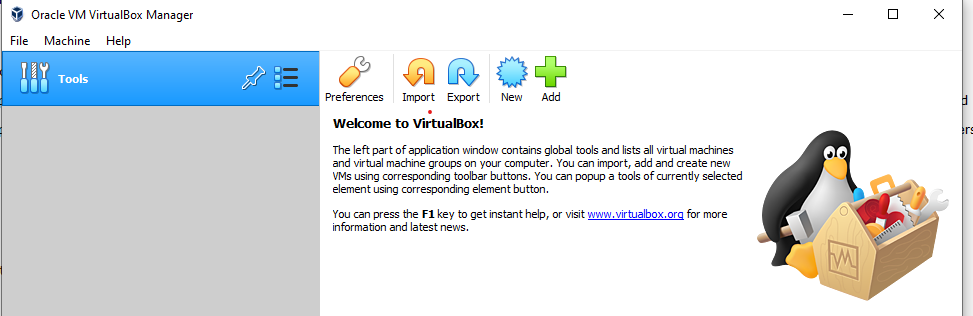 Oracle VM VirtualBox Manager
File Machine Help
Tools
Preferences Import Export New Add
Welcome to VirtualBox!
The left part of application window contains global tools and lists all virtual machines
and virtual machine groups on your computer. You can import, add and create new
VMs using corresponding toolbar buttons. You can popup a tools of currently selected
element using corresponding element button.
You can press the F1 key to get instant help, or visit www.virtualbox.org for more
information and latest news.